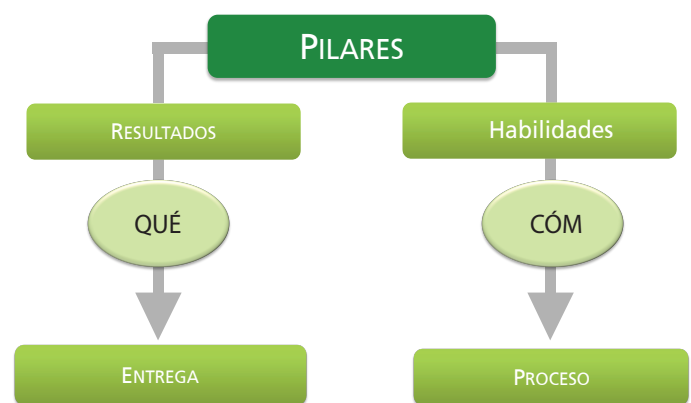 PILARES
RESULTADOS
Habilidades
QUÉ
CÓM
ENTREGA
PROCESO